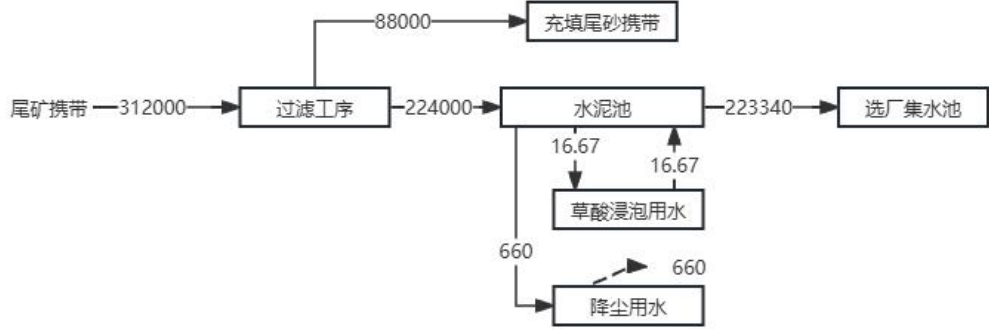 88000
充填尾砂携带
尾矿携带
312000
过滤工序
224000
水泥池
223340
选厂集水池
16.67
16.67
草酸浸泡用水
660
660
降尘用水